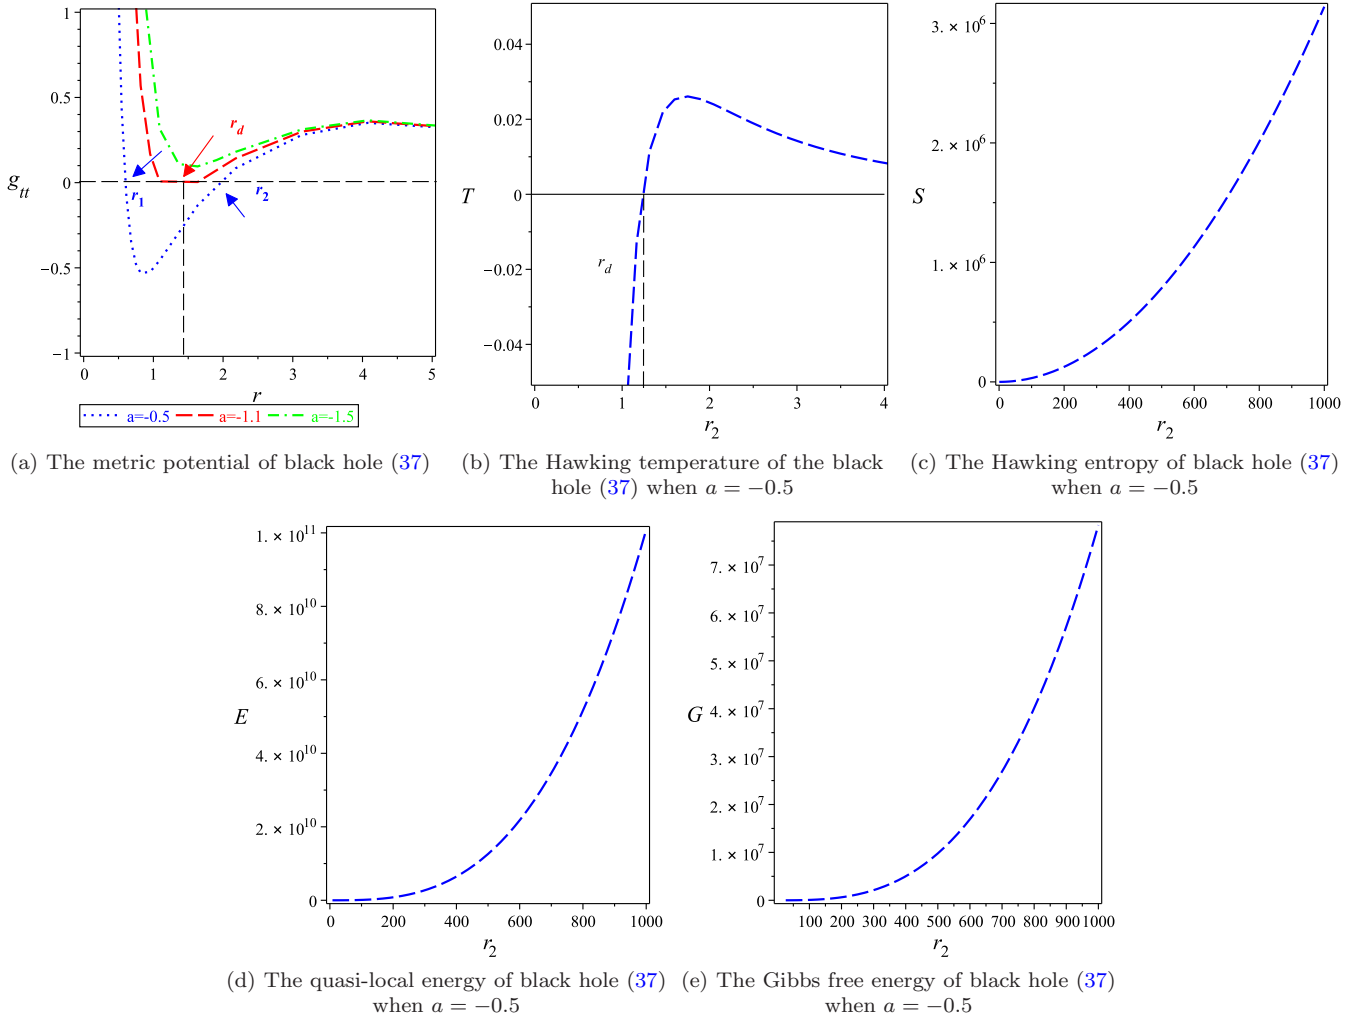 1
0.5
g_tt 0
−0.5
−1
r_d
r_1
r_2
0 1 2 3 4 5
r
a=-0.5 a=-1.1 a=-1.5
(a) The metric potential of black hole (37)
0.04
0.02
T 0
−0.02
−0.04
r_d
0 1 2 3 4
r_2
(b) The Hawking temperature of the black
hole (37) when a = −0.5
3. × 10^6
2. × 10^6
S
1. × 10^6
0
0 200 400 600 800 1000
r_2
(c) The Hawking entropy of black hole (37)
when a = −0.5
1. × 10^11
8. × 10^10
6. × 10^10
E
4. × 10^10
2. × 10^10
0
0 200 400 600 800 1000
r_2
(d) The quasi-local energy of black hole (37)
when a = −0.5
7. × 10^7
6. × 10^7
5. × 10^7
G 4. × 10^7
3. × 10^7
2. × 10^7
1. × 10^7
0
100 200 300 400 500 600 700 800 900 1000
r_2
(e) The Gibbs free energy of black hole (37)
when a = −0.5